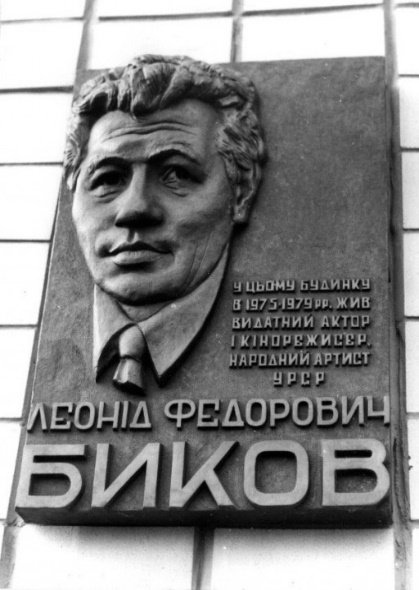 У ЦЬОМУ БУДИНКУ
В 1975-1979 рр. ЖИВ
ВИДАТНИЙ АКТОР
І КІНОРЕЖИСЕР,
НАРОДНИЙ АРТИСТ
УРСР
ЛЕОНІД ФЕДОРОВИЧ
БИКОВ